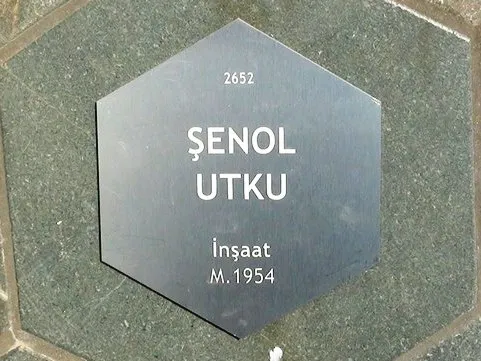 2652
ŞENOL
UTKU
İnşaat
M.1954